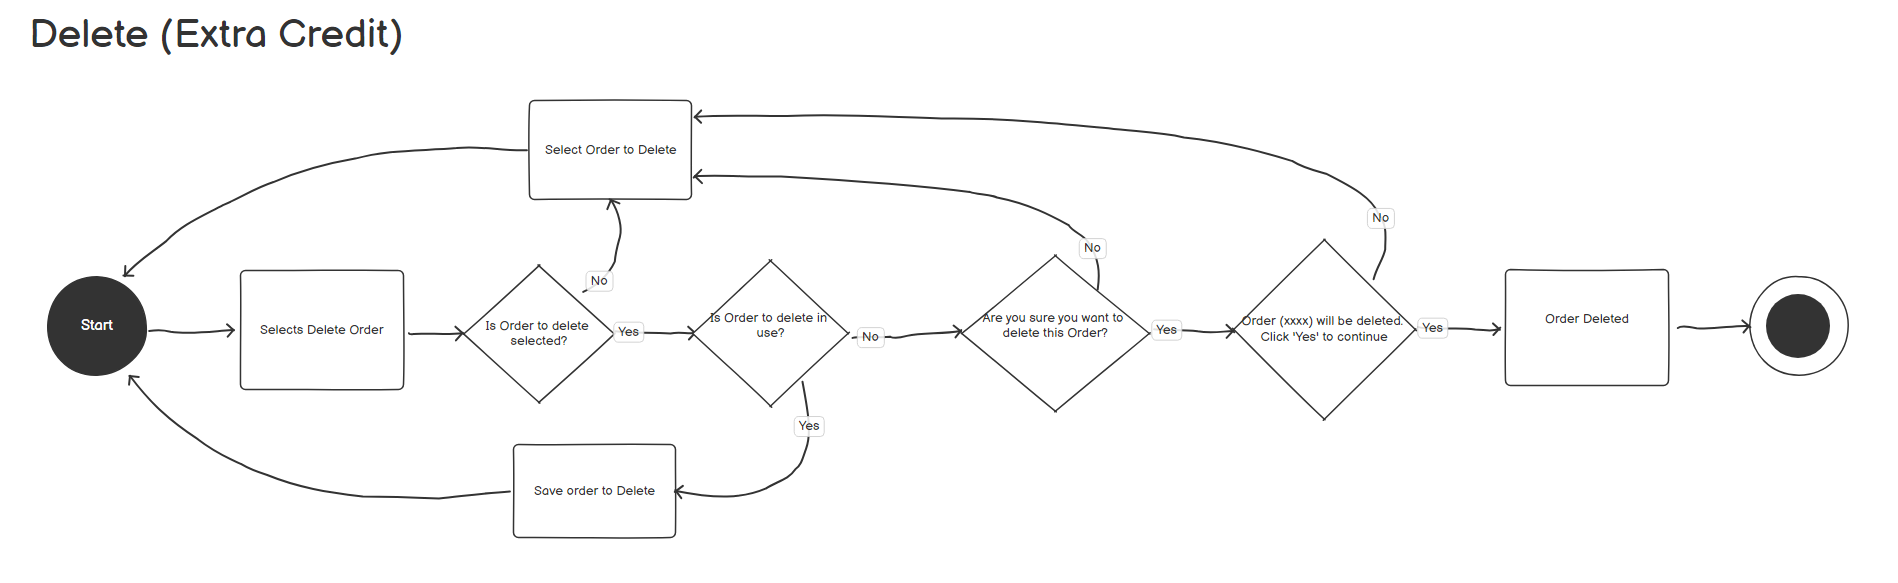 Delete (Extra Credit)
Select Order to Delete
No
No
No
Start
Selects Delete Order
Is Order to delete
selected?
Yes
Is Order to delete in
use?
No
Are you sure you want to
delete this Order?
Yes
Order (xxxx) will be deleted.
Click 'Yes' to continue
Yes
Order Deleted
Yes
Save order to Delete